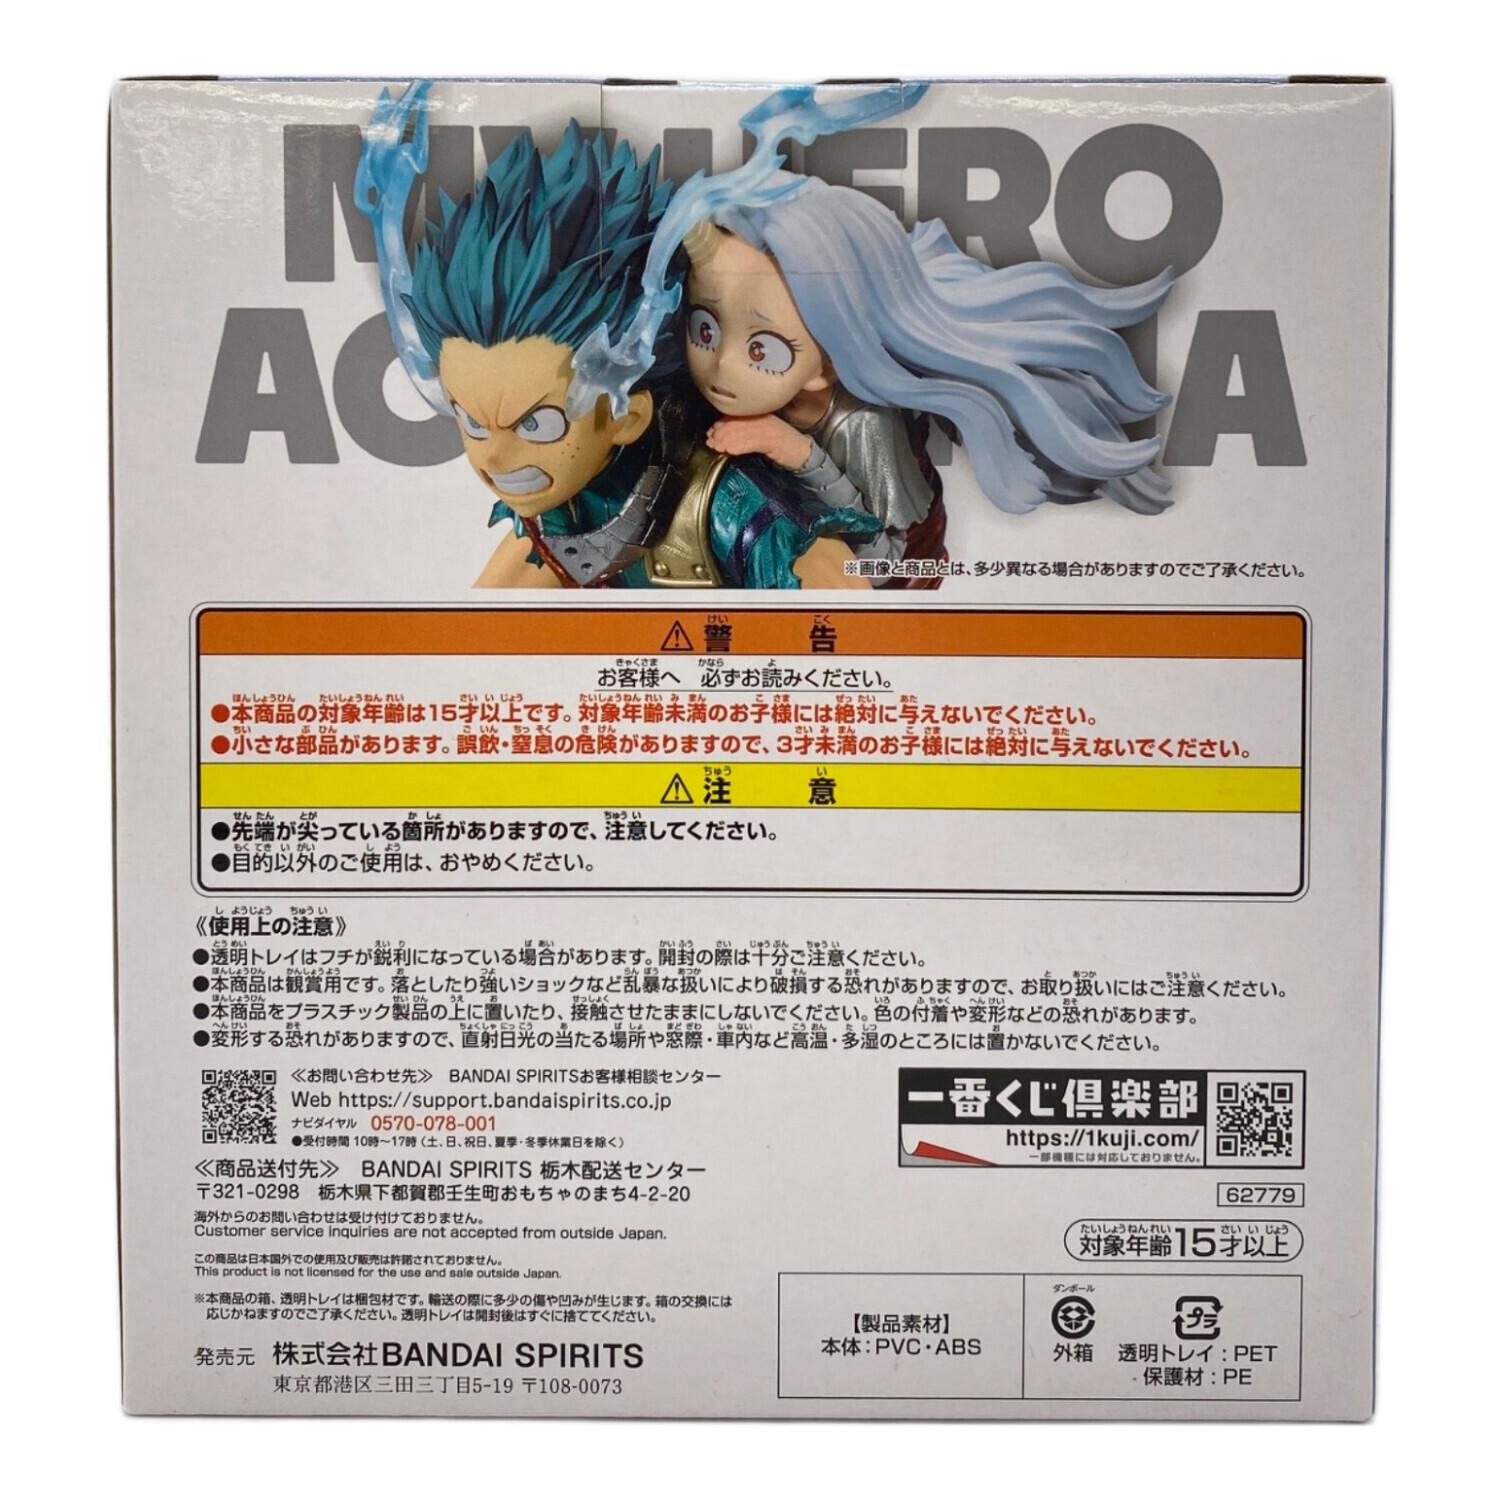 MY HERO
ACADEMIA
※画像と商品とは、多少異なる場合がありますのでご了承ください。
⚠警告
お客様へ 必ずお読みください。
●本商品の対象年齢は15才以上です。対象年齢未満のお子様には絶対に与えないでください。
●小さな部品があります。誤飲・窒息の危険がありますので、3才未満のお子様には絶対に与えないでください。
⚠注意
●先端が尖っている箇所がありますので、注意してください。
●目的以外のご使用は、おやめください。
《使用上の注意》
●透明トレイはフチが鋭利になっている場合があります。開封の際は十分ご注意ください。
●本商品は観賞用です。落としたり強いショックなど乱暴な扱いにより破損する恐れがありますので、お取り扱いにはご注意ください。
●本商品をプラスチック製品の上に置いたり、接触させたままにしないでください。色の付着や変形などの恐れがあります。
●変形する恐れがありますので、直射日光の当たる場所や窓際・車内など高温・多湿のところには置かないでください。
≪お問い合わせ先≫ BANDAI SPIRITSお客様相談センター
Web https://support.bandaispirits.co.jp
ナビダイヤル 0570-078-001
●受付時間 10時〜17時(土、日、祝日、夏季・冬季休業日を除く)
一番くじ倶楽部
https://1kuji.com/
一部機種には対応しておりません。
≪商品送付先≫ BANDAI SPIRITS 栃木配送センター
〒321-0298 栃木県下都賀郡壬生町おもちゃのまち4-2-20
62779
海外からのお問い合わせは受け付けておりません。
Customer service inquiries are not accepted from outside Japan.
対象年齢15才以上
この商品は日本国外での使用及び販売は許諾されておりません。
This product is not licensed for the use and sale outside Japan.
※本商品の箱、透明トレイは梱包材です。輸送の際に多少の傷や凹みが生じます。箱の交換には
応じかねますのでご了承ください。透明トレイは開封後はすぐに捨ててください。
発売元 株式会社BANDAI SPIRITS
東京都港区三田三丁目5-19 〒108-0073
【製品素材】
本体:PVC・ABS
ダンボール
外箱
プラ
透明トレイ:PET
保護材:PE